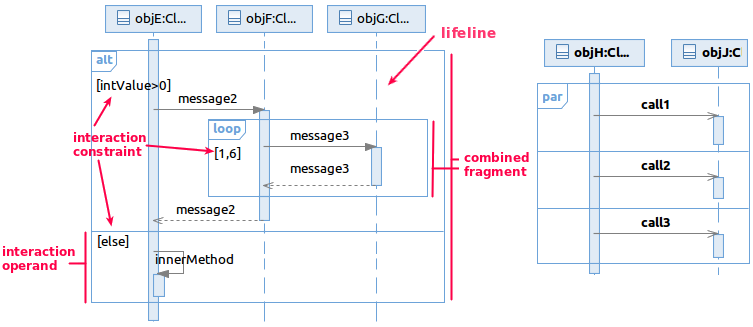 objE:Cl... objF:Cl... objG:Cl...
lifeline
alt
[intValue>0]
message2
loop
message3
interaction
constraint
[1,6]
message3
combined
fragment
message2
interaction
operand
[else]
innerMethod
objH:Cl... objJ:C
par
call1
call2
call3